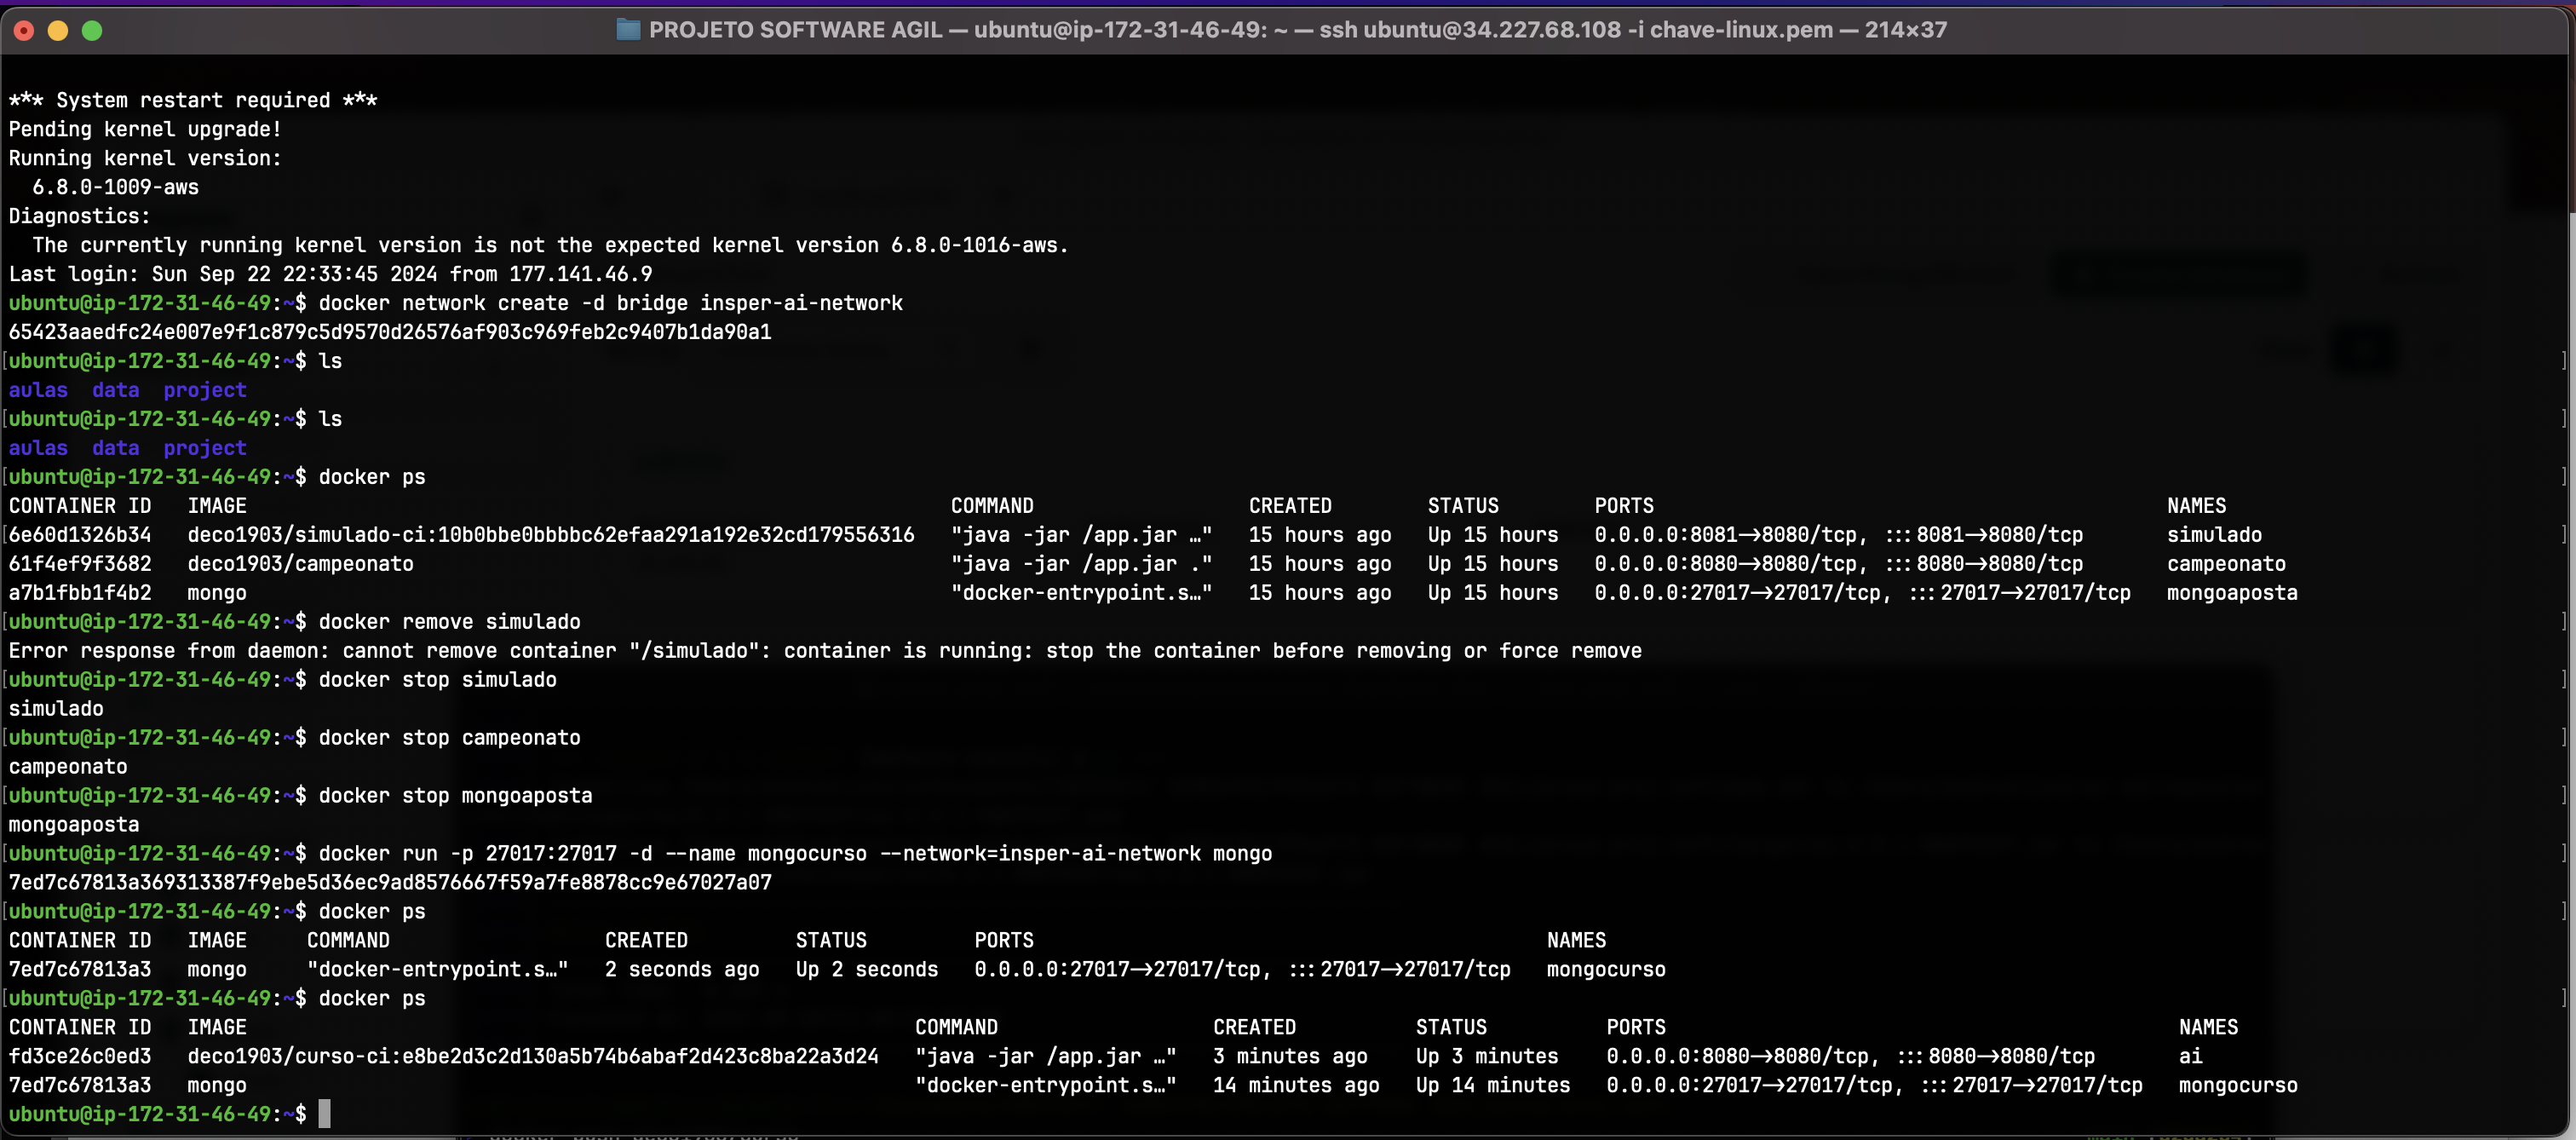 PROJETO SOFTWARE AGIL — ubuntu@ip-172-31-46-49: ~ — ssh ubuntu@34.227.68.108 -i chave-linux.pem — 214×37
*** System restart required ***
Pending kernel upgrade!
Running kernel version:
  6.8.0-1009-aws
Diagnostics:
  The currently running kernel version is not the expected kernel version 6.8.0-1016-aws.
Last login: Sun Sep 22 22:33:45 2024 from 177.141.46.9
ubuntu@ip-172-31-46-49:~$ docker network create -d bridge insper-ai-network
65423aaedfc24e007e9f1c879c5d9570d26576af903c969feb2c9407b1da90a1
[ubuntu@ip-172-31-46-49:~$ ls ]
aulas  data  project
[ubuntu@ip-172-31-46-49:~$ ls ]
aulas  data  project
[ubuntu@ip-172-31-46-49:~$ docker ps ]
CONTAINER ID   IMAGE   COMMAND   CREATED   STATUS   PORTS   NAMES
6e60d1326b34   deco1903/simulado-ci:10b0bbe0bbbbc62efaa291a192e32cd179556316   "java -jar /app.jar …"   15 hours ago   Up 15 hours   0.0.0.0:8081->8080/tcp, :::8081->8080/tcp   simulado
61f4ef9f3682   deco1903/campeonato   "java -jar /app.jar ."   15 hours ago   Up 15 hours   0.0.0.0:8080->8080/tcp, :::8080->8080/tcp   campeonato
a7b1fbb1f4b2   mongo   "docker-entrypoint.s…"   15 hours ago   Up 15 hours   0.0.0.0:27017->27017/tcp, :::27017->27017/tcp   mongoaposta
[ubuntu@ip-172-31-46-49:~$ docker remove simulado ]
Error response from daemon: cannot remove container "/simulado": container is running: stop the container before removing or force remove
[ubuntu@ip-172-31-46-49:~$ docker stop simulado ]
simulado
[ubuntu@ip-172-31-46-49:~$ docker stop campeonato ]
campeonato
[ubuntu@ip-172-31-46-49:~$ docker stop mongoaposta ]
mongoaposta
[ubuntu@ip-172-31-46-49:~$ docker run -p 27017:27017 -d --name mongocurso --network=insper-ai-network mongo ]
7ed7c67813a369313387f9ebe5d36ec9ad8576667f59a7fe8878cc9e67027a07
[ubuntu@ip-172-31-46-49:~$ docker ps ]
CONTAINER ID   IMAGE   COMMAND   CREATED   STATUS   PORTS   NAMES
7ed7c67813a3   mongo   "docker-entrypoint.s…"   2 seconds ago   Up 2 seconds   0.0.0.0:27017->27017/tcp, :::27017->27017/tcp   mongocurso
[ubuntu@ip-172-31-46-49:~$ docker ps ]
CONTAINER ID   IMAGE   COMMAND   CREATED   STATUS   PORTS   NAMES
fd3ce26c0ed3   deco1903/curso-ci:e8be2d3c2d130a5b74b6abaf2d423c8ba22a3d24   "java -jar /app.jar …"   3 minutes ago   Up 3 minutes   0.0.0.0:8080->8080/tcp, :::8080->8080/tcp   ai
7ed7c67813a3   mongo   "docker-entrypoint.s…"   14 minutes ago   Up 14 minutes   0.0.0.0:27017->27017/tcp, :::27017->27017/tcp   mongocurso
ubuntu@ip-172-31-46-49:~$